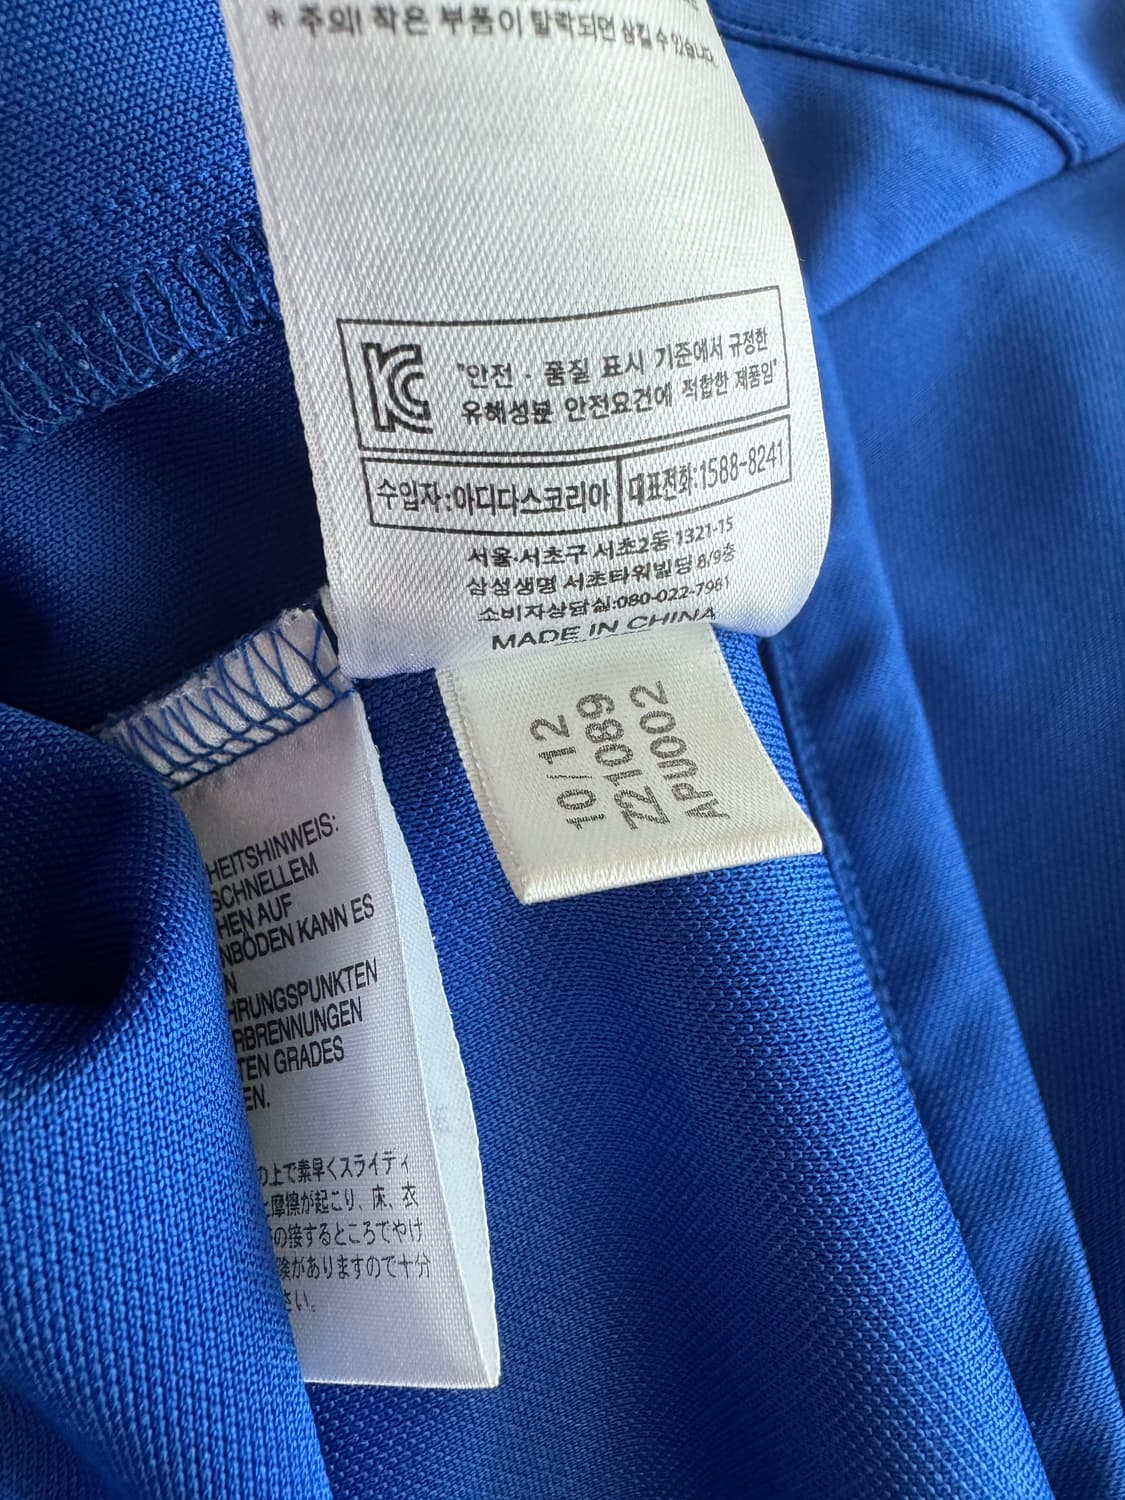 * 주의! 작은 부품이 탈락되면 삼킬 수 있습니다.
KC
"안전 · 품질 표시 기준에서 규정한
유해성분 안전요건에 적합한 제품임"
수입자:아디다스코리아
대표전화:1588-8241
서울·서초구 서초2동 1321-15
삼성생명 서초타워빌딩 8/9층
소비자상담실:080-022-7981
MADE IN CHINA
10/12
Z21089
APU002
HEITSHINWEIS:
SCHNELLEM
HEN AUF
NBÖDEN KANN ES
N
HRUNGSPUNKTEN
RBRENNUNGEN
TEN GRADES
EN.
の上で素早くスライディ
と摩擦が起こり、床、衣
の接するところでやけ
険がありますので十分
さい。